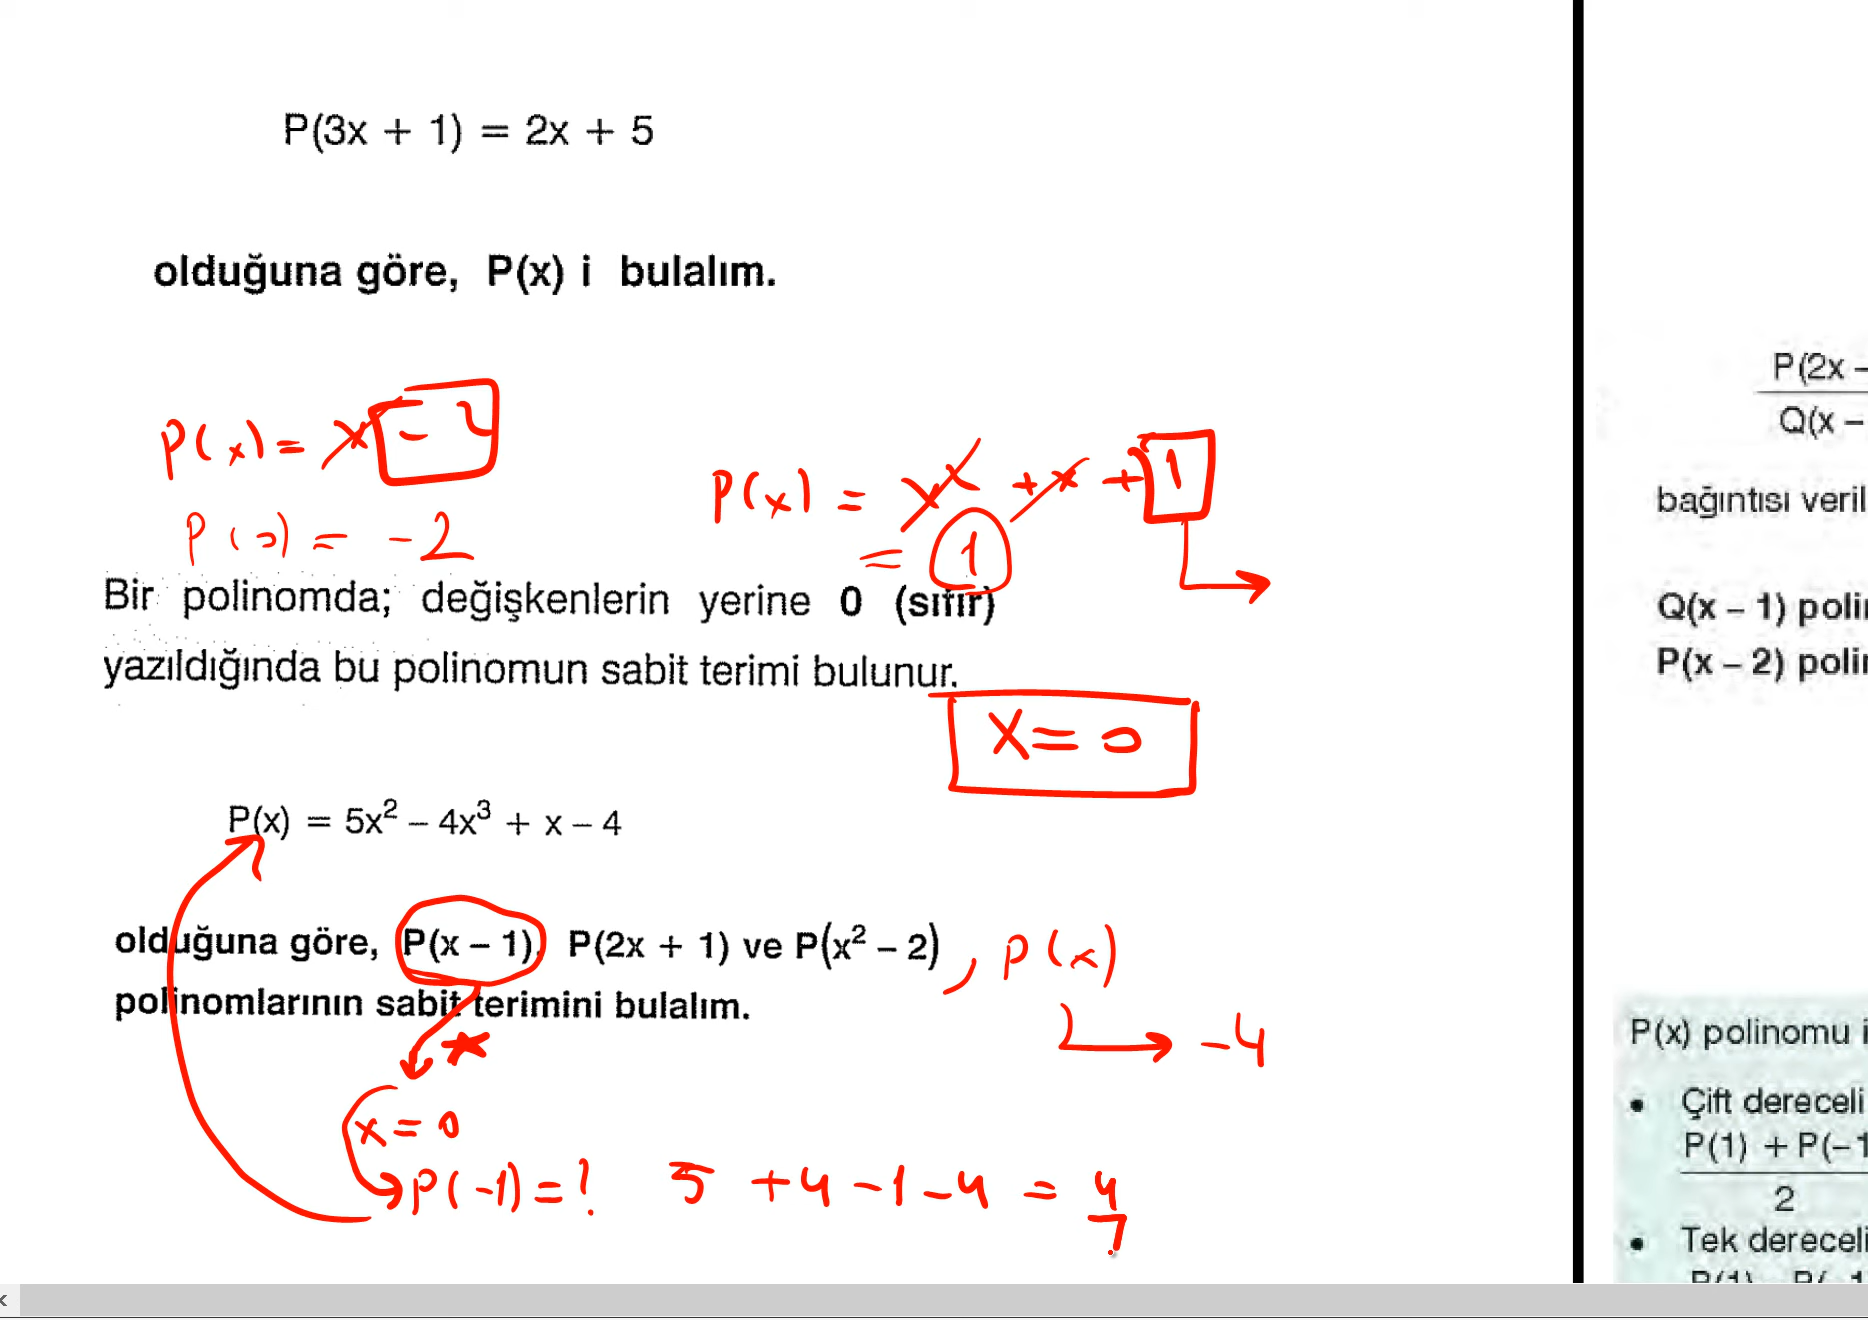 P(3x + 1) = 2x + 5
olduğuna göre, P(x) i bulalım.
P(x) = x - 2
P(0) = -2
P(x) = x² + x + 1
= 1
Bir polinomda; değişkenlerin yerine 0 (sıfır)
yazıldığında bu polinomun sabit terimi bulunur.
x = 0
P(x) = 5x² – 4x³ + x – 4
olduğuna göre, P(x – 1), P(2x + 1) ve P(x² – 2) , P(x)
polinomlarının sabit terimini bulalım.
→ -4
x = 0
P(-1) = ! 5 + 4 - 1 - 4 = 4
P(2x –
Q(x –
bağıntısı veril
Q(x – 1) poli
P(x – 2) poli
P(x) polinomu i
• Çift dereceli
P(1) + P(–1
2
• Tek dereceli